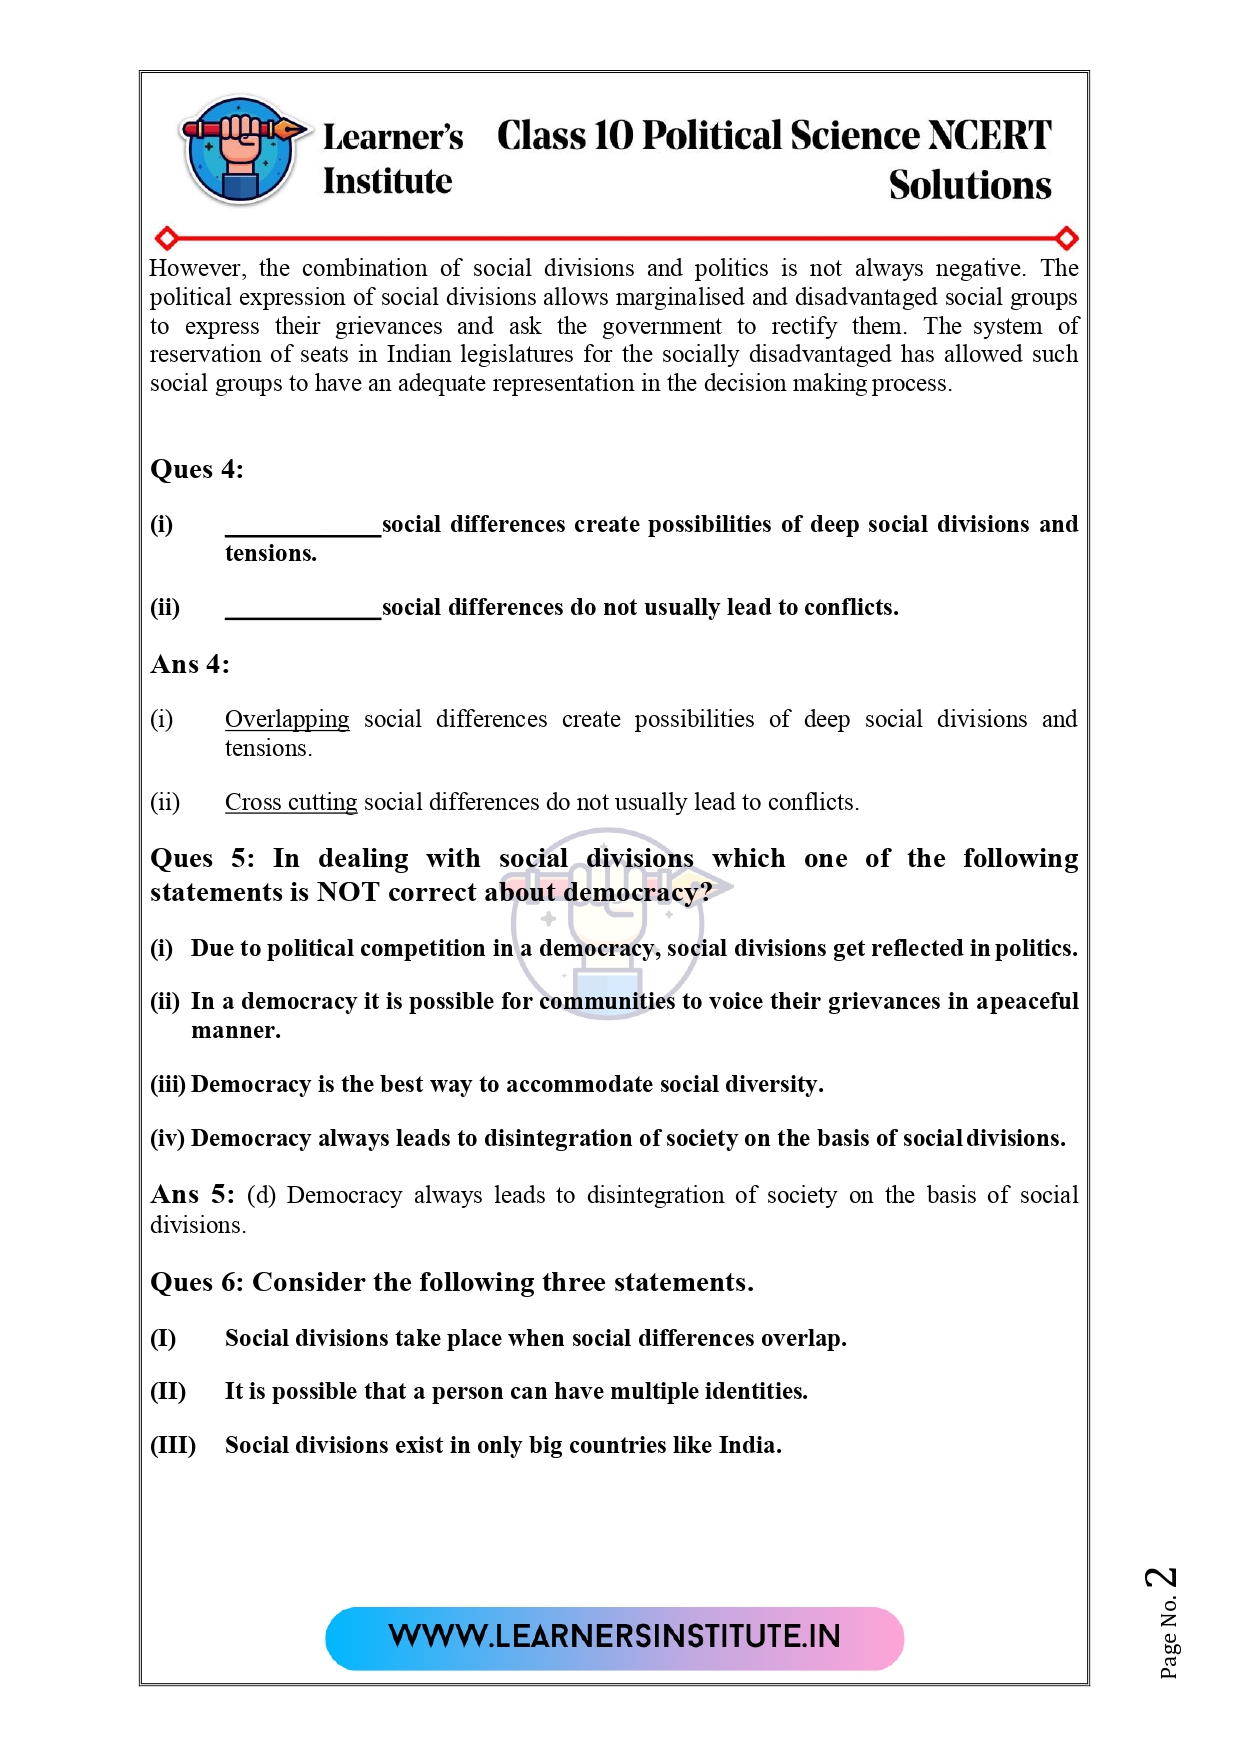 Learner's Class 10 Political Science NCERT
Institute Solutions
However, the combination of social divisions and politics is not always negative. The
political expression of social divisions allows marginalised and disadvantaged social groups
to express their grievances and ask the government to rectify them. The system of
reservation of seats in Indian legislatures for the socially disadvantaged has allowed such
social groups to have an adequate representation in the decision making process.
Ques 4:
(i) ____________social differences create possibilities of deep social divisions and
tensions.
(ii) ____________social differences do not usually lead to conflicts.
Ans 4:
(i) Overlapping social differences create possibilities of deep social divisions and
tensions.
(ii) Cross cutting social differences do not usually lead to conflicts.
Ques 5: In dealing with social divisions which one of the following
statements is NOT correct about democracy?
(i) Due to political competition in a democracy, social divisions get reflected in politics.
(ii) In a democracy it is possible for communities to voice their grievances in a peaceful
manner.
(iii) Democracy is the best way to accommodate social diversity.
(iv) Democracy always leads to disintegration of society on the basis of social divisions.
Ans 5: (d) Democracy always leads to disintegration of society on the basis of social
divisions.
Ques 6: Consider the following three statements.
(I) Social divisions take place when social differences overlap.
(II) It is possible that a person can have multiple identities.
(III) Social divisions exist in only big countries like India.
WWW.LEARNERSINSTITUTE.IN
Page No. 2